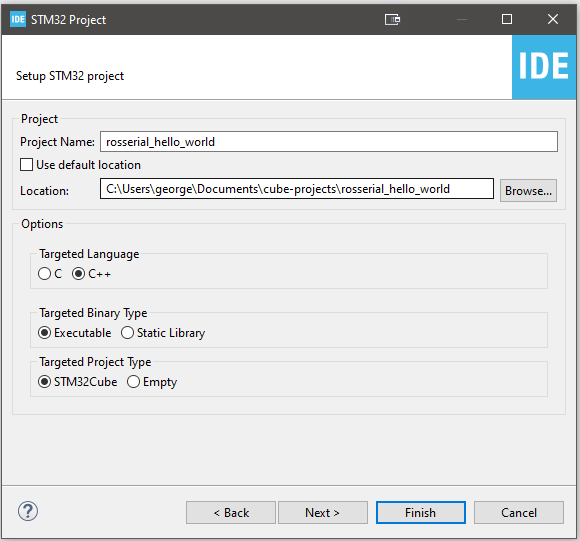 IDE STM32 Project
Setup STM32 project
IDE
Project
Project Name: rosserial_hello_world
Use default location
Location: C:\Users\george\Documents\cube-projects\rosserial_hello_world Browse...
Options
Targeted Language
C C++
Targeted Binary Type
Executable Static Library
Targeted Project Type
STM32Cube Empty
? < Back Next > Finish Cancel